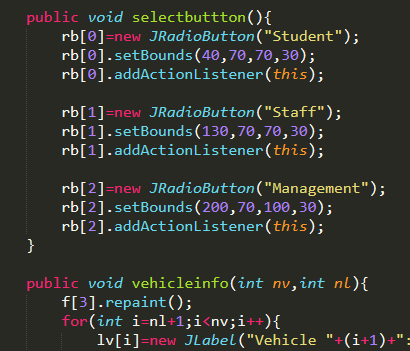 public void selectbuttton(){
rb[0]=new JRadioButton("Student");
rb[0].setBounds(40,70,70,30);
rb[0].addActionListener(this);
rb[1]=new JRadioButton("Staff");
rb[1].setBounds(130,70,70,30);
rb[1].addActionListener(this);
rb[2]=new JRadioButton("Management");
rb[2].setBounds(200,70,100,30);
rb[2].addActionListener(this);
}
public void vehicleinfo(int nv,int nl){
f[3].repaint();
for(int i=nl+1;i<nv;i++){
lv[i]=new JLabel("Vehicle "+(i+1)+":